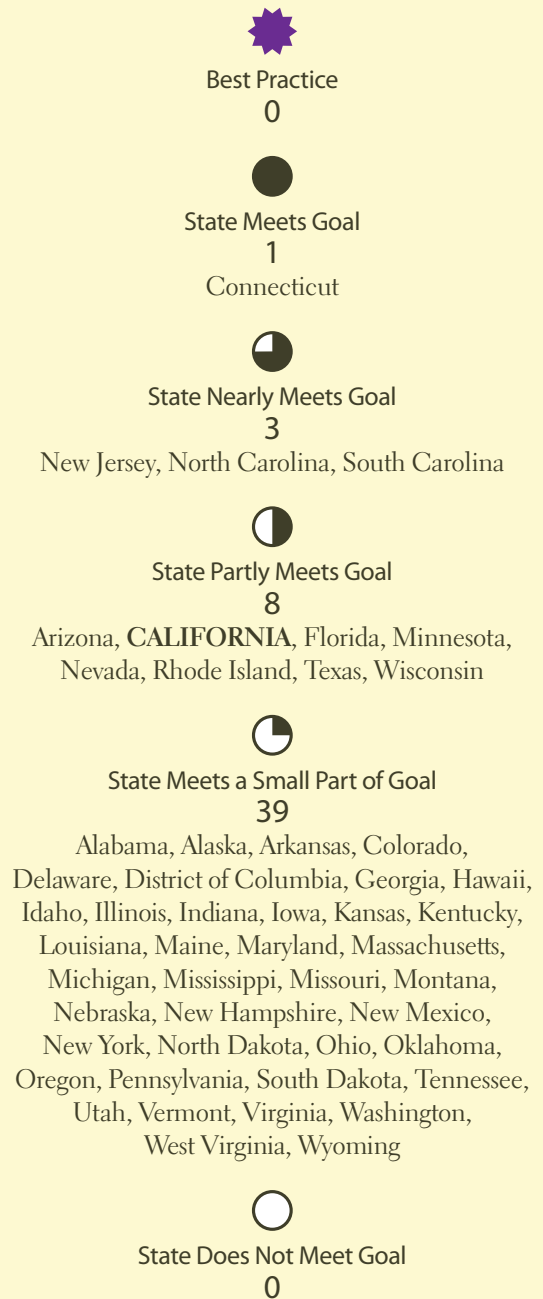 Best Practice
0
State Meets Goal
1
Connecticut
State Nearly Meets Goal
3
New Jersey, North Carolina, South Carolina
State Partly Meets Goal
8
Arizona, CALIFORNIA, Florida, Minnesota,
Nevada, Rhode Island, Texas, Wisconsin
State Meets a Small Part of Goal
39
Alabama, Alaska, Arkansas, Colorado,
Delaware, District of Columbia, Georgia, Hawaii,
Idaho, Illinois, Indiana, Iowa, Kansas, Kentucky,
Louisiana, Maine, Maryland, Massachusetts,
Michigan, Mississippi, Missouri, Montana,
Nebraska, New Hampshire, New Mexico,
New York, North Dakota, Ohio, Oklahoma,
Oregon, Pennsylvania, South Dakota, Tennessee,
Utah, Vermont, Virginia, Washington,
West Virginia, Wyoming
State Does Not Meet Goal
0